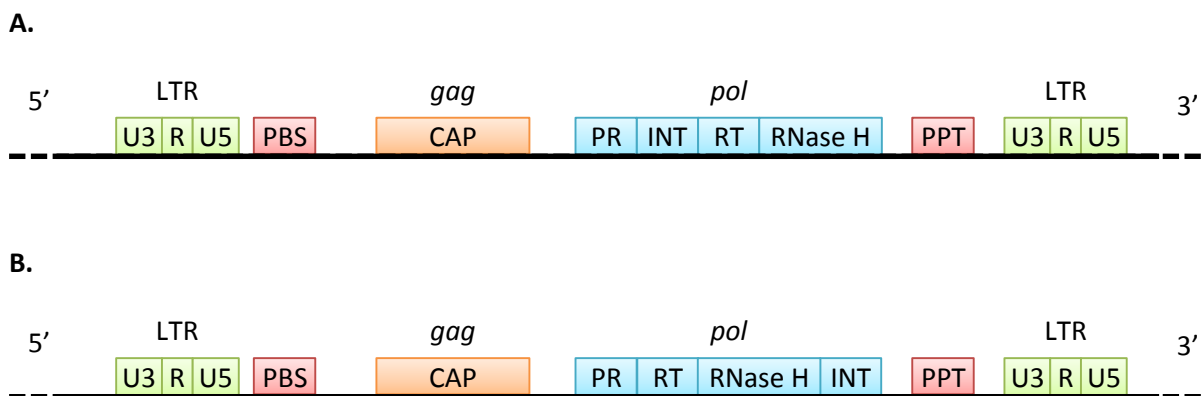 A.
LTR gag pol LTR
5’ 3’
U3 R U5 PBS CAP PR INT RT RNase H PPT U3 R U5
B.
LTR gag pol LTR
5’ 3’
U3 R U5 PBS CAP PR RT RNase H INT PPT U3 R U5